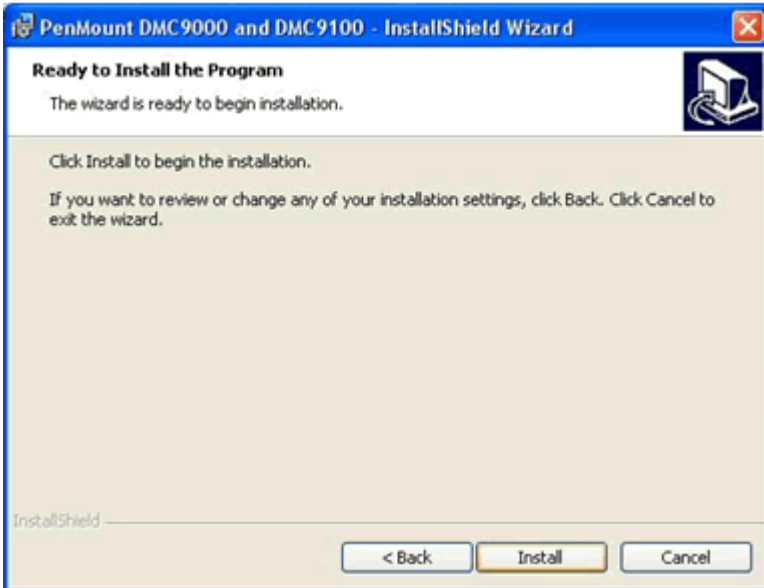 PenMount DMC9000 and DMC9100 - InstallShield Wizard
Ready to Install the Program
The wizard is ready to begin installation.
Click Install to begin the installation.
If you want to review or change any of your installation settings, click Back. Click Cancel to
exit the wizard.
InstallShield
< Back
Install
Cancel